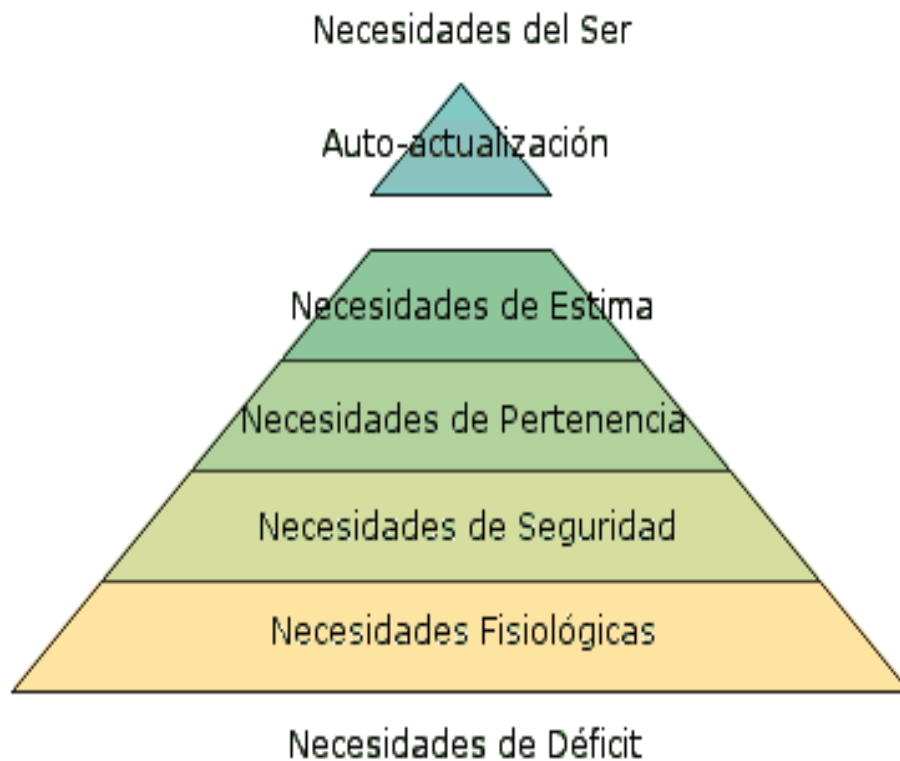 Necesidades del Ser
Auto-actualización
Necesidades de Estima
Necesidades de Pertenencia
Necesidades de Seguridad
Necesidades Fisiológicas
Necesidades de Déficit